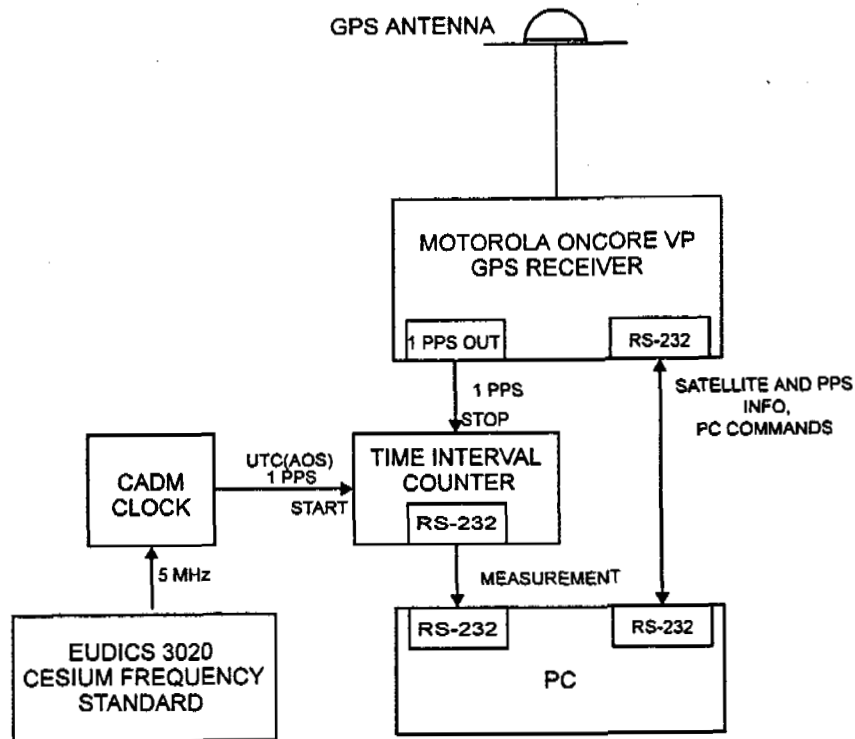 GPS ANTENNA
MOTOROLA ONCORE VP
GPS RECEIVER
1 PPS OUT
RS-232
1 PPS
STOP
SATELLITE AND PPS
INFO,
PC COMMANDS
UTC(AOS)
1 PPS
START
TIME INTERVAL
COUNTER
RS-232
CADM
CLOCK
5 MHz
MEASUREMENT
EUDICS 3020
CESIUM FREQUENCY
STANDARD
RS-232
RS-232
PC